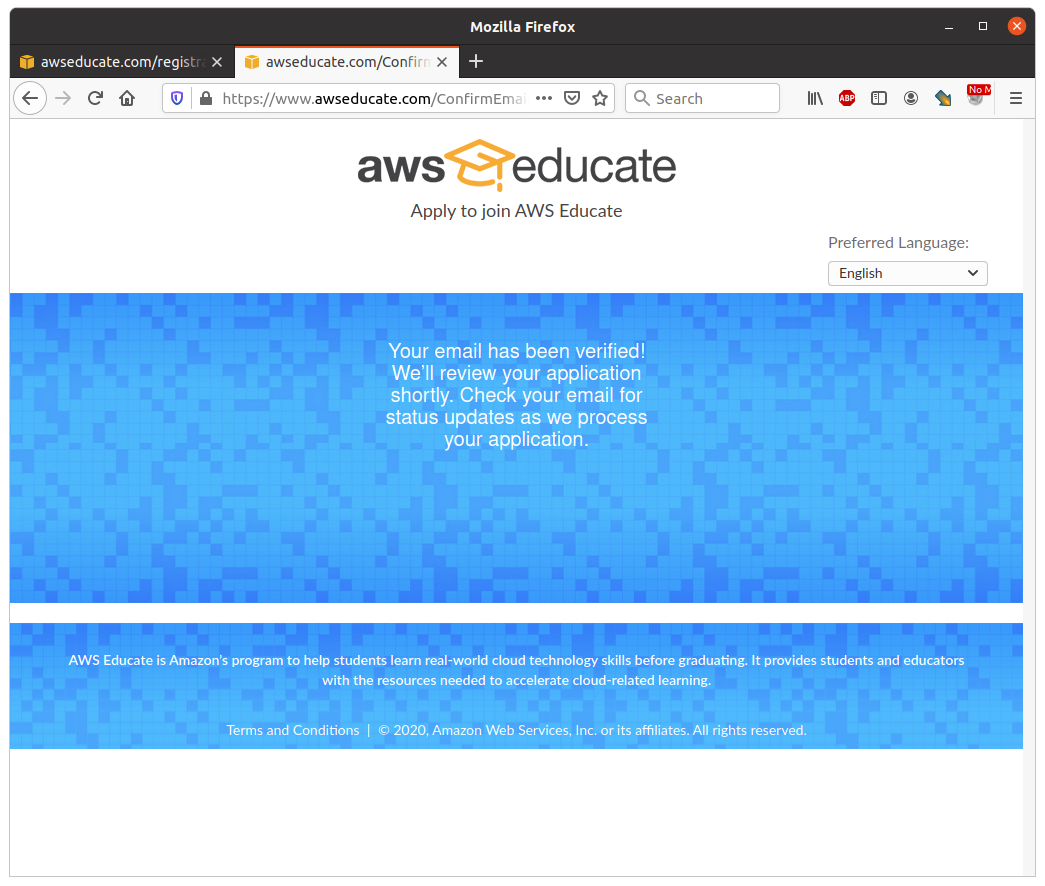 Mozilla Firefox
awseducate.com/registra
awseducate.com/Confirm
https://www.awseducate.com/ConfirmEmai
Search
ABP
No M
aws educate
Apply to join AWS Educate
Preferred Language:
English
Your email has been verified!
We'll review your application
shortly. Check your email for
status updates as we process
your application.
AWS Educate is Amazon's program to help students learn real-world cloud technology skills before graduating. It provides students and educators
with the resources needed to accelerate cloud-related learning.
Terms and Conditions | © 2020, Amazon Web Services, Inc. or its affiliates. All rights reserved.